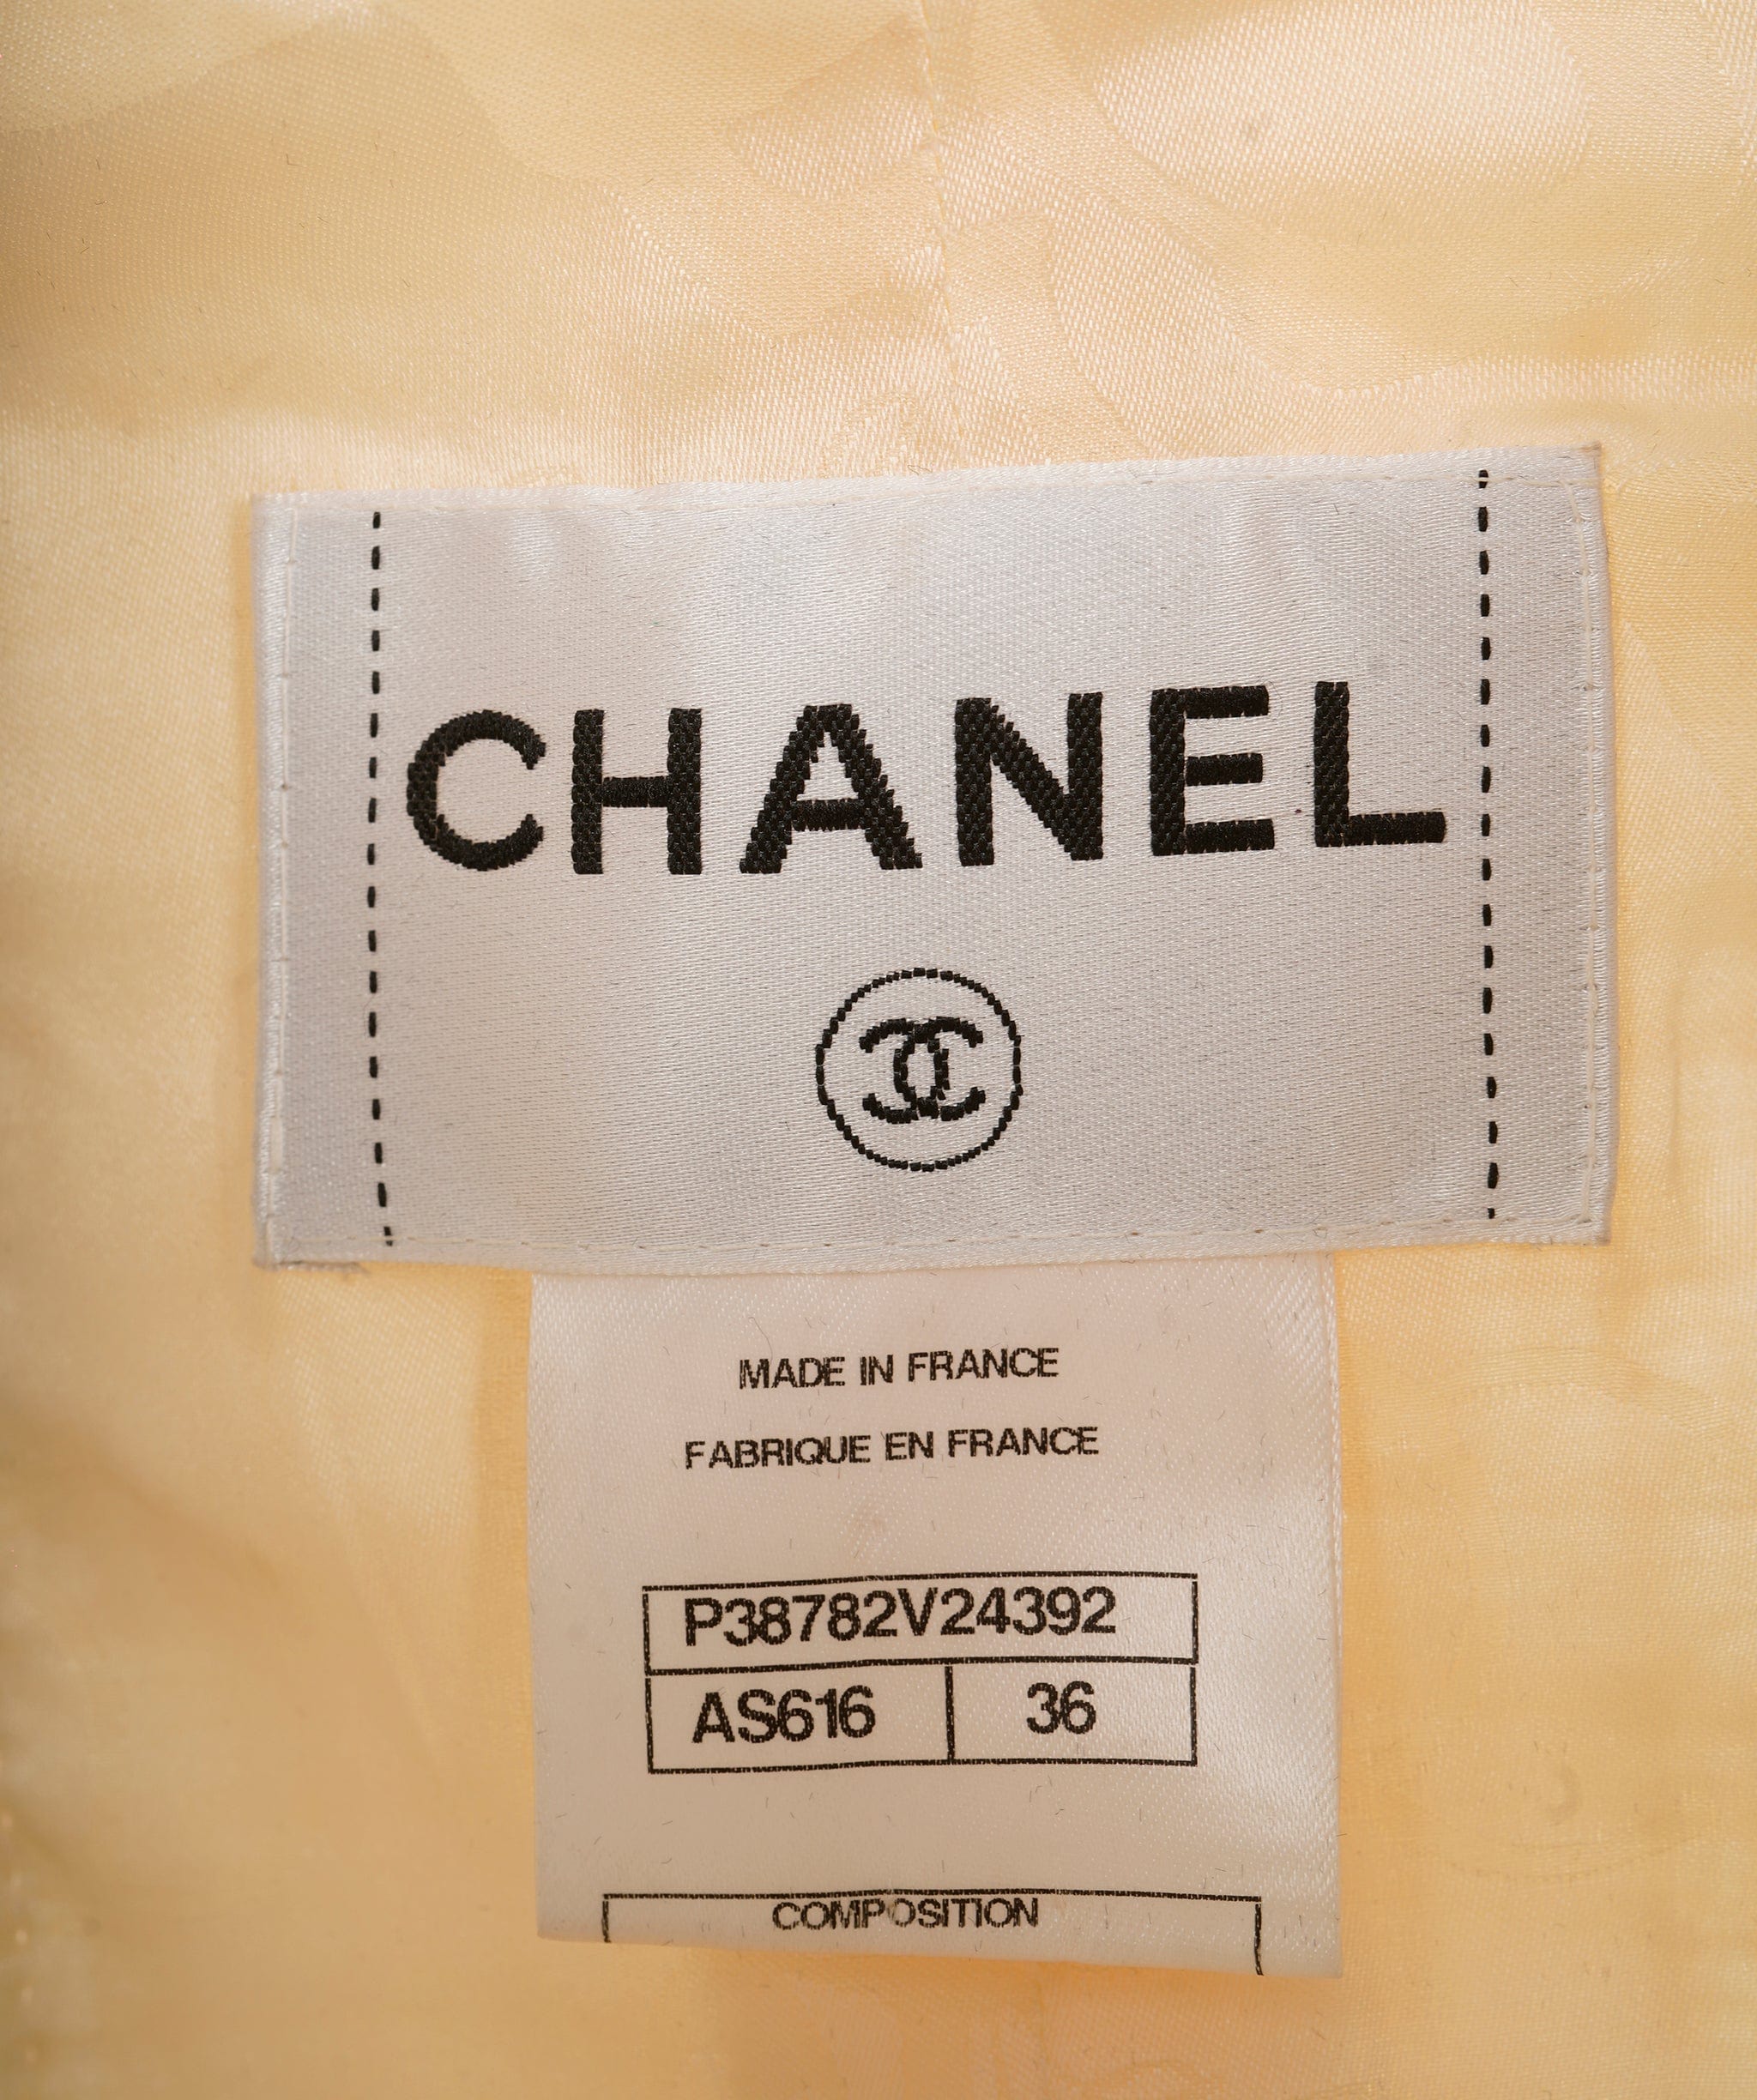 CHANEL
MADE IN FRANCE
FABRIQUE EN FRANCE
P38782V24392
AS616 36
COMPOSITION